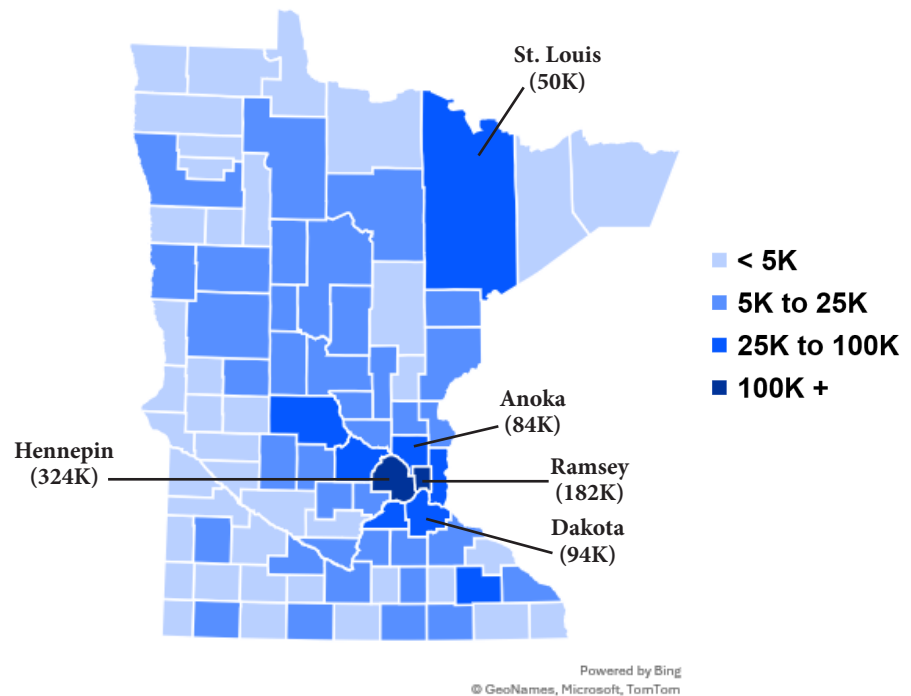 St. Louis
(50K)
< 5K
5K to 25K
25K to 100K
100K +
Anoka
(84K)
Hennepin
(324K)
Ramsey
(182K)
Dakota
(94K)
Powered by Bing
© GeoNames, Microsoft, TomTom